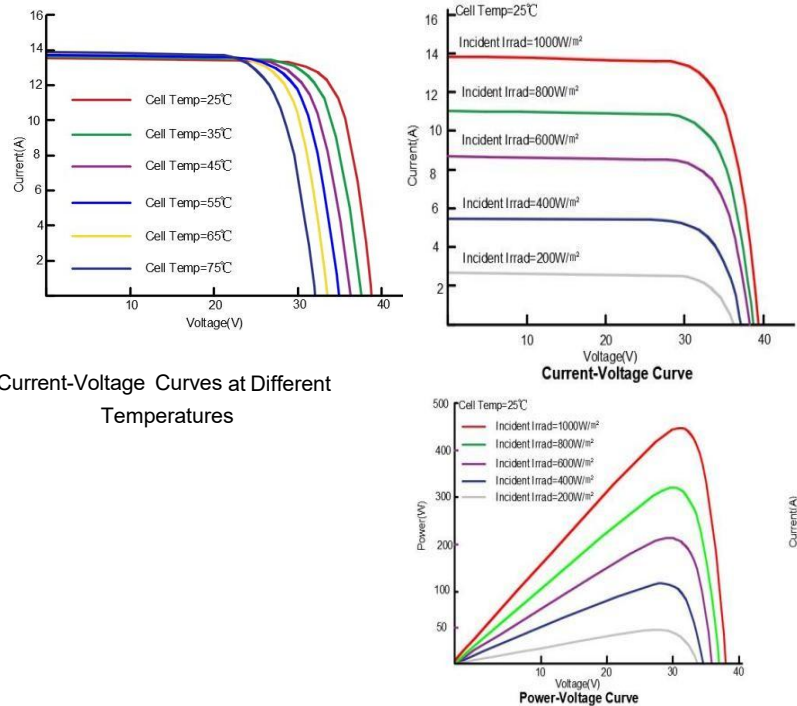 16
14
12
10
8
6
4
2
Current(A)
Cell Temp=25℃
Cell Temp=35℃
Cell Temp=45℃
Cell Temp=55℃
Cell Temp=65℃
Cell Temp=75℃
10
20
30
40
Voltage(V)
Current-Voltage Curves at Different
Temperatures
16
14
12
10
8
6
4
2
Current(A)
Cell Temp=25℃
Incident Irrad=1000W/m²
Incident Irrad=800W/m²
Incident Irrad=600W/m²
Incident Irrad=400W/m²
Incident Irrad=200W/m²
10
20
30
40
Voltage(V)
Current-Voltage Curve
500
400
300
200
100
50
Power(W)
Cell Temp=25℃
Incident Irrad=1000W/m²
Incident Irrad=800W/m²
Incident Irrad=600W/m²
Incident Irrad=400W/m²
Incident Irrad=200W/m²
10
20
30
40
Voltage(V)
Power-Voltage Curve
Current(A)